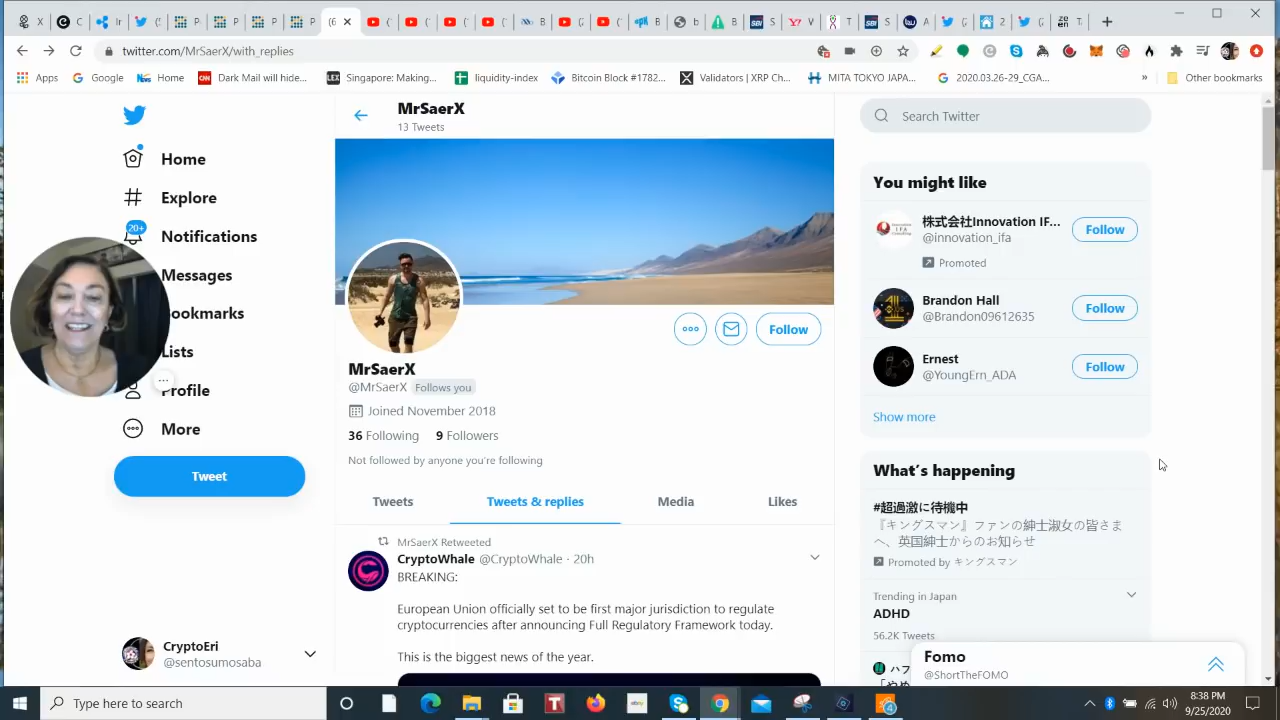 twitter.com/MrSaerX/with_replies
Apps
Google
Home
Dark Mail will hide...
Singapore: Making...
liquidity-index
Bitcoin Block #1782...
Validators | XRP Ch...
MITA TOKYO JAPA...
2020.03.26-29_CGA...
»
Other bookmarks
Home
Explore
20+
Notifications
Messages
ookmarks
Lists
Profile
More
Tweet
CryptoEri
@sentosumosaba
MrSaerX
13 Tweets
Follow
MrSaerX
@MrSaerX Follows you
Joined November 2018
36 Following 9 Followers
Not followed by anyone you're following
Tweets Tweets & replies Media Likes
MrSaerX Retweeted
CryptoWhale @CryptoWhale · 20h
BREAKING:
European Union officially set to be first major jurisdiction to regulate
cryptocurrencies after announcing Full Regulatory Framework today.
This is the biggest news of the year.
Search Twitter
You might like
株式会社Innovation IF...
@innovation_ifa
Follow
Promoted
Brandon Hall
@Brandon09612635
Follow
Ernest
@YoungErn_ADA
Follow
Show more
What's happening
#超過激に待機中
『キングスマン』ファンの紳士淑女の皆さま
へ、英国紳士からのお知らせ
Promoted by キングスマン
Trending in Japan
ADHD
56.2K Tweets
Fomo
@ShortTheFOMO
Type here to search
8:38 PM
9/25/2020